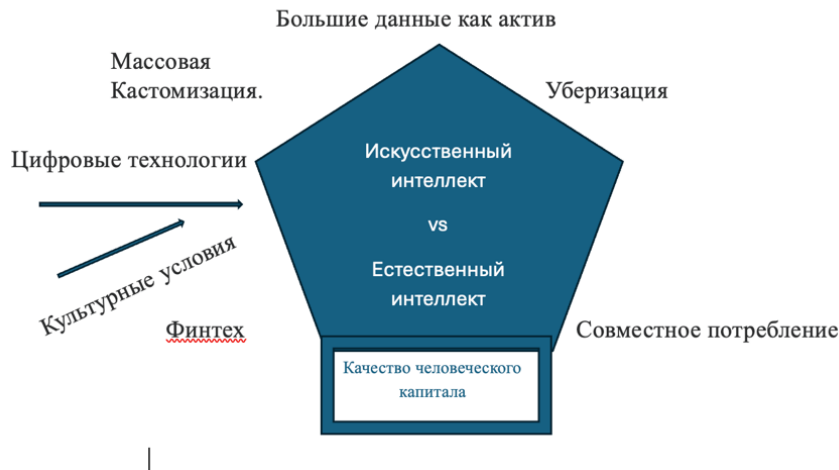 Большие данные как актив
Массовая
Кастомизация.
Уберизация
Цифровые технологии
Искусственный
интеллект
vs
Естественный
интеллект
Культурные условия
Финтех
Совместное потребление
Качество человеческого
капитала